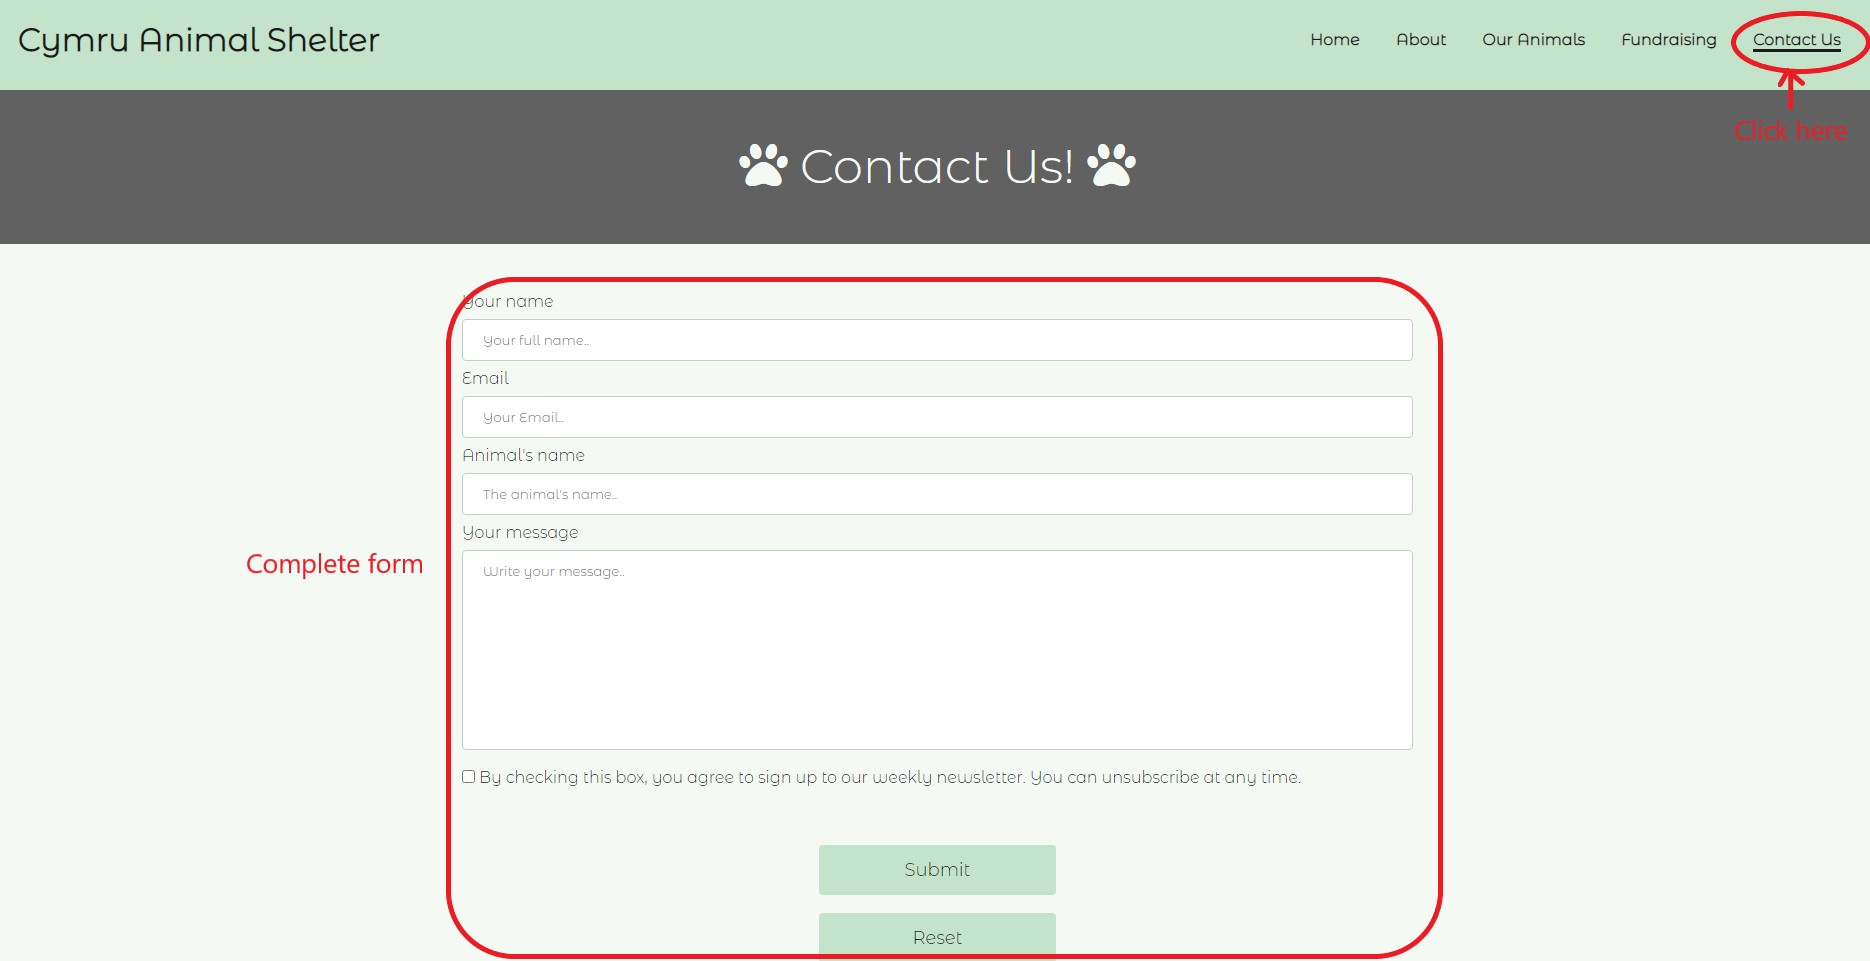 Cymru Animal Shelter
Home About Our Animals Fundraising Contact Us
Click here
Contact Us!
Your name
Your full name..
Email
Your Email..
Animal's name
The animal's name..
Your message
Complete form
Write your message..
By checking this box, you agree to sign up to our weekly newsletter. You can unsubscribe at any time.
Submit
Reset